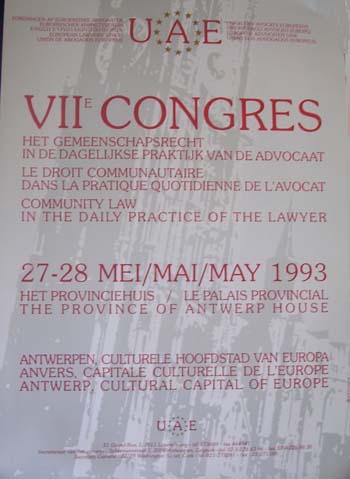 U.A.E
EUROPEAN LAWYERS' UNION
VIIE CONGRES
HET GEMEENSCHAPSRECHT
IN DE DAGELIJKSE PRAKTIJK VAN DE ADVOCAAT
LE DROIT COMMUNAUTAIRE
DANS LA PRATIQUE QUOTIDIENNE DE L'AVOCAT
COMMUNITY LAW
IN THE DAILY PRACTICE OF THE LAWYER
27-28 MEI/MAI/MAY 1993
HET PROVINCIEHUIS / LE PALAIS PROVINCIAL
THE PROVINCE OF ANTWERP HOUSE
ANTWERPEN, CULTURELE HOOFDSTAD VAN EUROPA
ANVERS, CAPITALE CULTURELLE DE L'EUROPE
ANTWERP, CULTURAL CAPITAL OF EUROPE
U.A.E